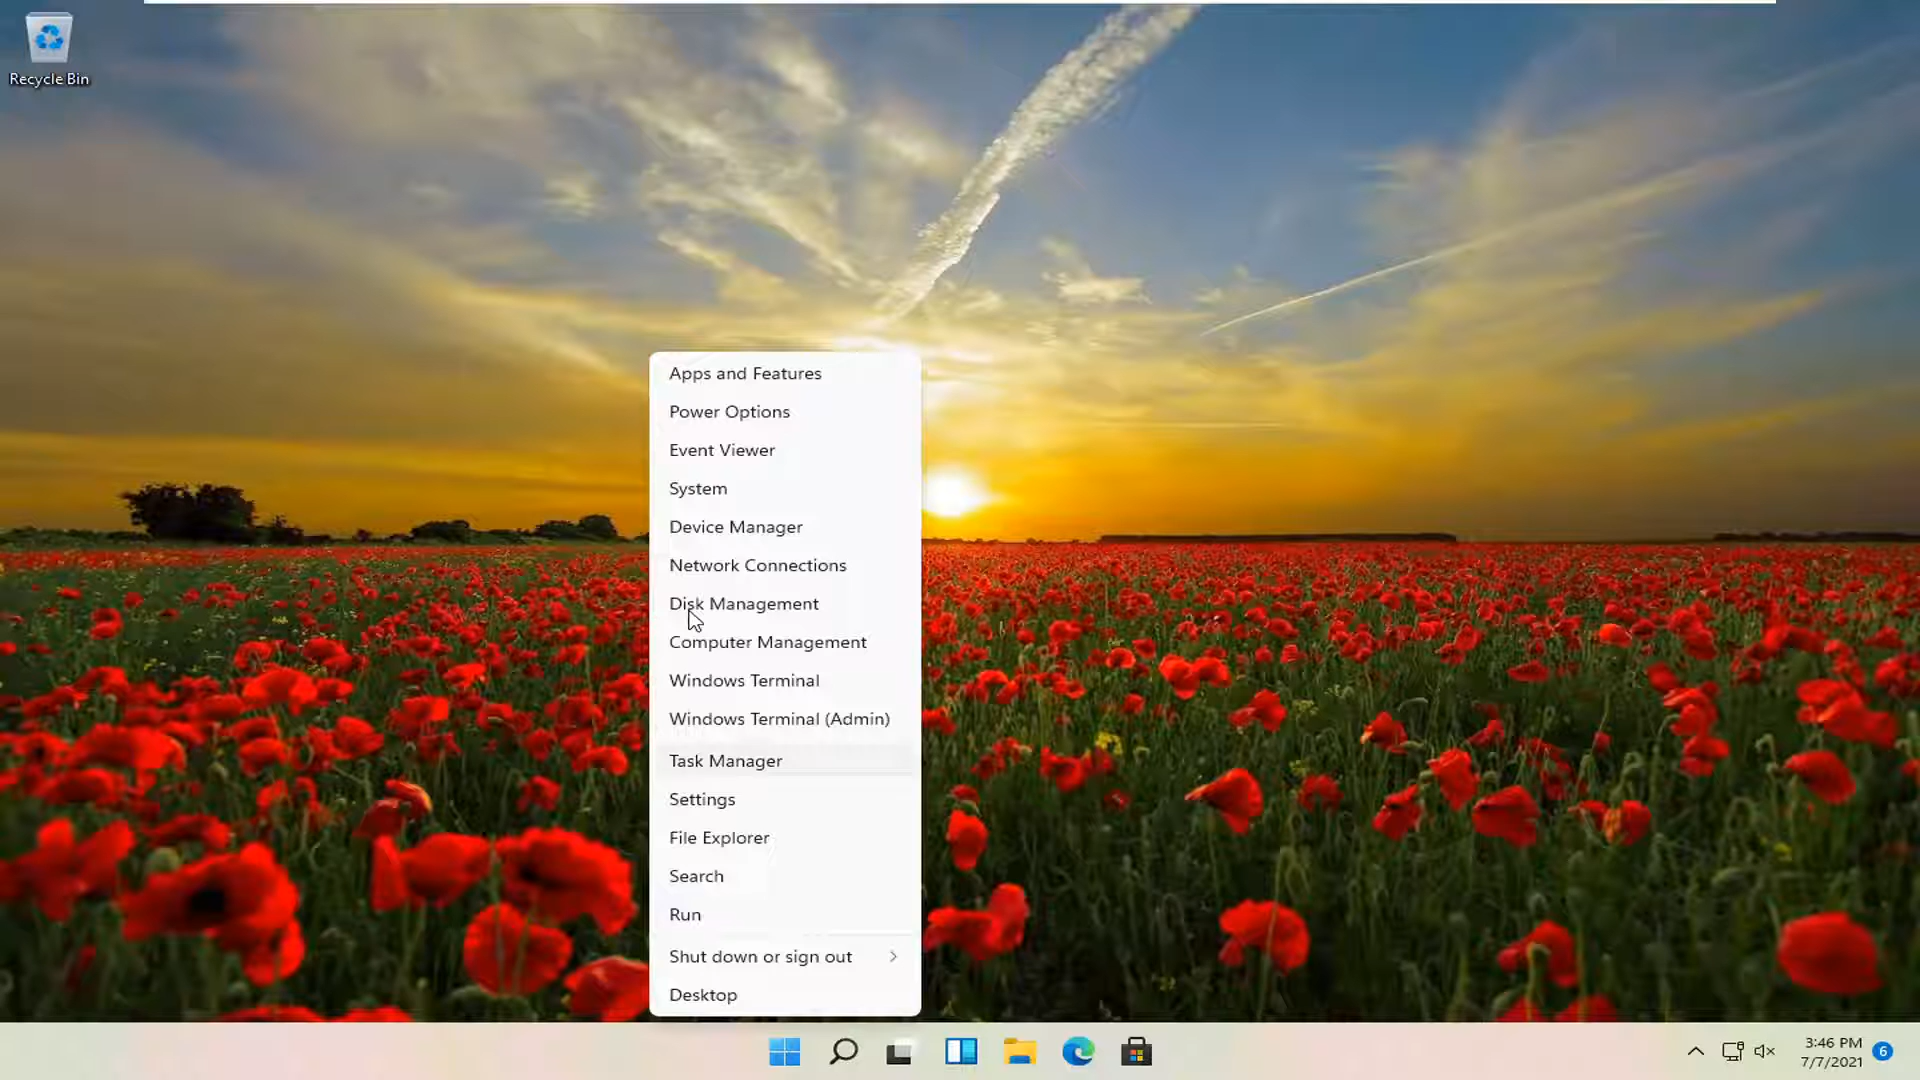 Recycle Bin
Apps and Features
Power Options
Event Viewer
System
Device Manager
Network Connections
Disk Management
Computer Management
Windows Terminal
Windows Terminal (Admin)
Task Manager
Settings
File Explorer
Search
Run
Shut down or sign out
Desktop
3:46 PM
7/7/2021
6